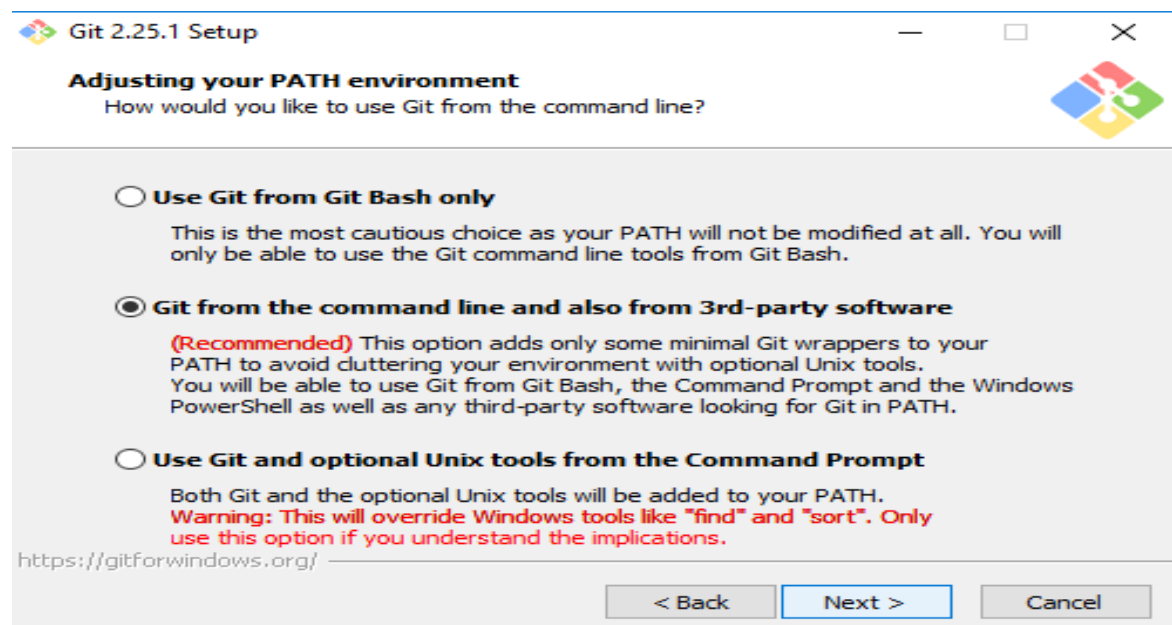 Git 2.25.1 Setup
Adjusting your PATH environment
How would you like to use Git from the command line?
Use Git from Git Bash only
This is the most cautious choice as your PATH will not be modified at all. You will
only be able to use the Git command line tools from Git Bash.
Git from the command line and also from 3rd-party software
(Recommended) This option adds only some minimal Git wrappers to your
PATH to avoid cluttering your environment with optional Unix tools.
You will be able to use Git from Git Bash, the Command Prompt and the Windows
PowerShell as well as any third-party software looking for Git in PATH.
Use Git and optional Unix tools from the Command Prompt
Both Git and the optional Unix tools will be added to your PATH.
Warning: This will override Windows tools like "find" and "sort". Only
use this option if you understand the implications.
https://gitforwindows.org/
< Back Next > Cancel